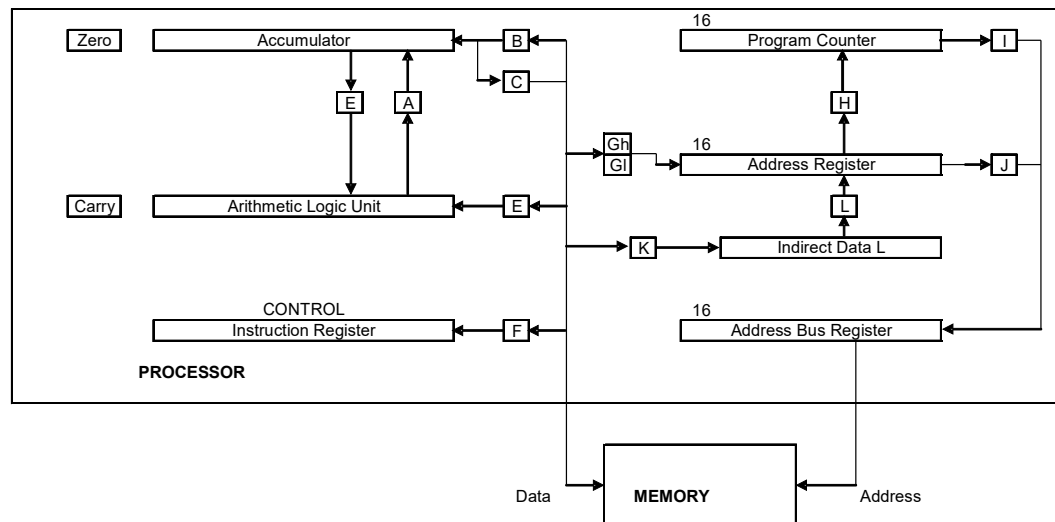 16
16
Zero
Accumulator
B
Program Counter
I
C
E
A
H
Gh
16
Gl
Address Register
J
Carry
Arithmetic Logic Unit
E
L
K
Indirect Data L
CONTROL
16
Instruction Register
F
Address Bus Register
PROCESSOR
Data
MEMORY
Address